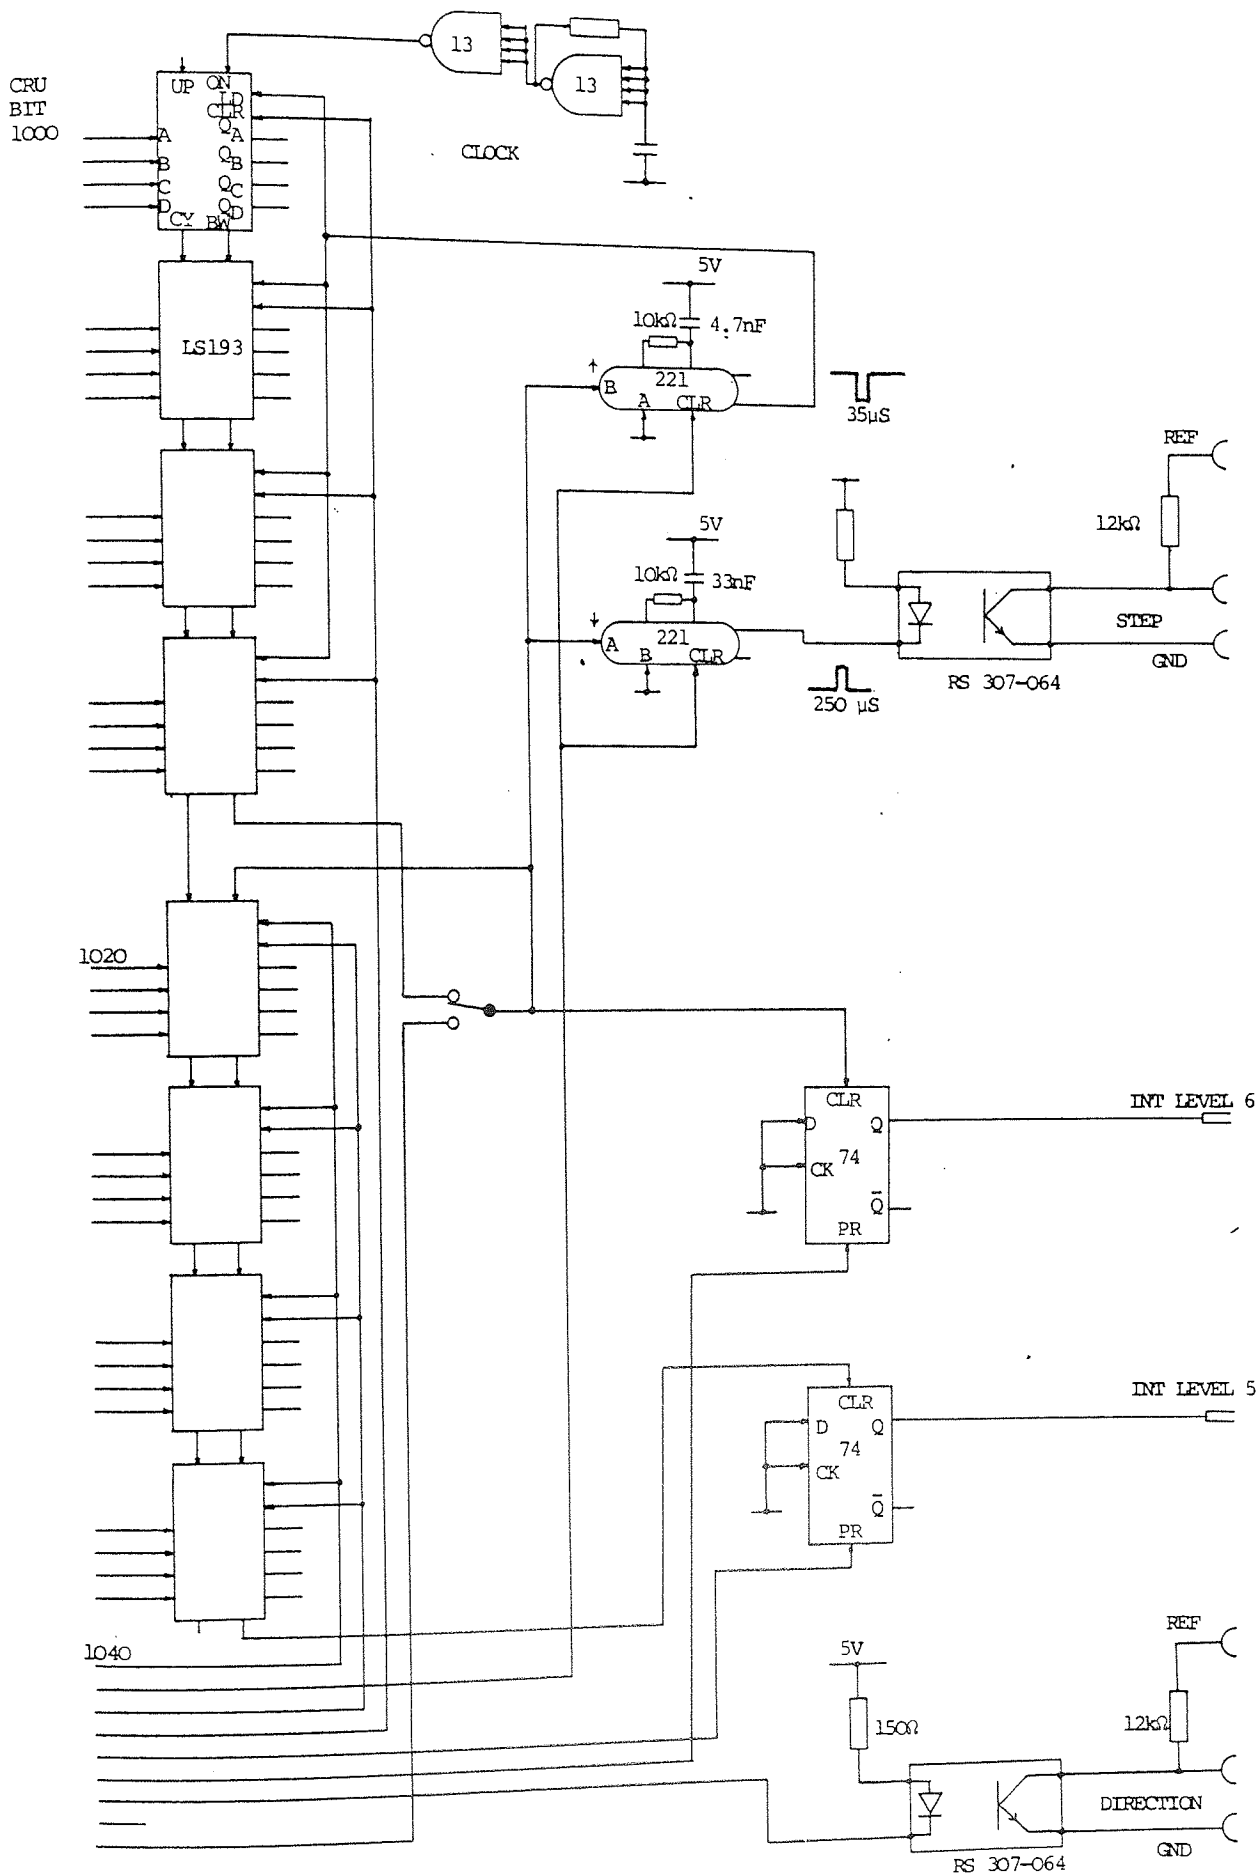 13
13
CRU
BIT
1000
UP
DN
LD
CLR
A
QA
B
QB
C
QC
D
QD
CY
BW
CLOCK
5V
10kΩ
4.7nF
LS193
↑
B
221
A
CLR
35µS
REF
12kΩ
5V
10kΩ
33nF
↓
A
221
B
CLR
STEP
GND
RS 307-064
250 µS
1020
CLR
D
Q
74
CK
Q̄
PR
INT LEVEL 6
CLR
D
Q
74
CK
Q̄
PR
INT LEVEL 5
1040
5V
150Ω
REF
12kΩ
DIRECTION
GND
RS 307-064